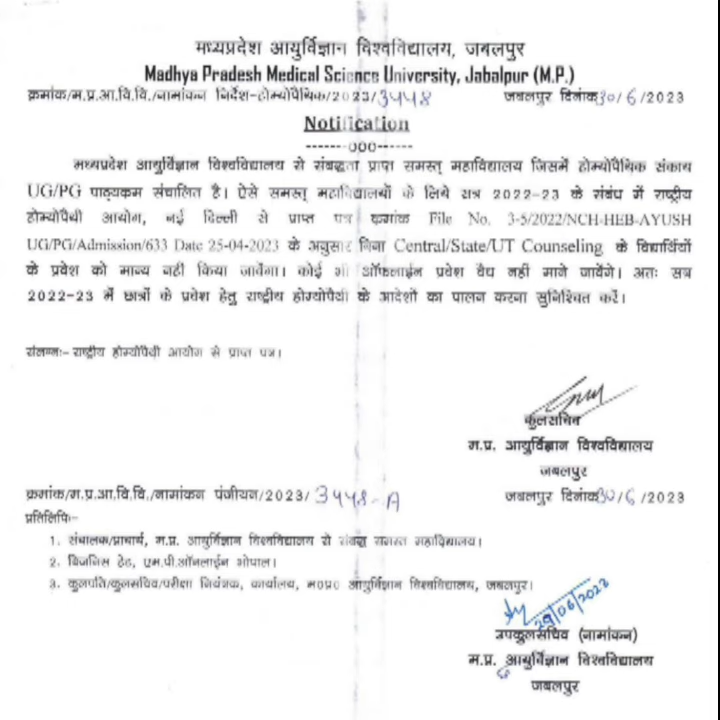 मध्यप्रदेश आयुर्विज्ञान विश्वविद्यालय, जबलपुर
Madhya Pradesh Medical Science University, Jabalpur (M.P.)
क्रमांक/म.प्र.आ.वि.वि./नामांकन निर्देश-होम्योपैथिक/2023/3448 जबलपुर दिनांक 30/6/2023
Notification
-------000------
मध्यप्रदेश आयुर्विज्ञान विश्वविद्यालय से संबद्धता प्राप्त समस्त् महाविद्यालय जिसमें होम्योपैथिक संकाय
UG/PG पाठ्यकम संचालित है। ऐसे समस्त् महाविद्यालयों के लिये सत्र 2022-23 के संबंध में राष्ट्रीय
होम्योपैथी आयोग, नई दिल्ली से प्राप्त पत्र कमांक File No. 3-5/2022/NCH-HEB-AYUSH
UG/PG/Admission/633 Date 25-04-2023 के अनुसार बिना Central/State/UT Counseling के विद्यार्थियों
के प्रवेश को मान्य नहीं किया जावेगा। कोई भी ऑफलाईन प्रवेश वैध नहीं माने जावेंगे। अतः सत्र
2022-23 में छात्रों के प्रवेश हेतु राष्ट्रीय होम्योपैथी के आदेशों का पालन करना सुनिश्चित करें।
संलग्नः- राष्ट्रीय होम्योपैथी आयोग से प्राप्त पत्र।
कुलसचिव
म.प्र. आयुर्विज्ञान विश्वविद्यालय
जबलपुर
क्रमांक/म.प्र.आ.वि.वि./नामांकन पंजीयन/2023/3448-A जबलपुर दिनांक 30/6/2023
प्रतिलिपिः-
1. संचालक/प्राचार्य, म.प्र. आयुर्विज्ञान विश्वविद्यालय से संबद्ध समस्त महाविद्यालय।
2. बिजनिस हेड, एम.पी.ऑनलाईन भोपाल।
3. कुलपति/कुलसचिव/परीक्षा नियंत्रक, कार्यालय, म०प्र० आयुर्विज्ञान विश्वविद्यालय, जबलपुर।
29/06/2023
उपकुलसचिव (नामांकन)
म.प्र. आयुर्विज्ञान विश्वविद्यालय
जबलपुर